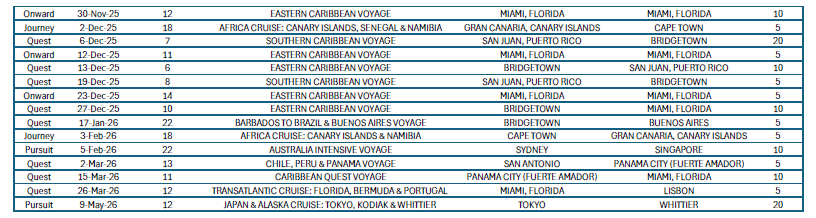 Onward 30-Nov-25 12 EASTERN CARIBBEAN VOYAGE MIAMI, FLORIDA MIAMI, FLORIDA 10
Journey 2-Dec-25 18 AFRICA CRUISE: CANARY ISLANDS, SENEGAL & NAMIBIA GRAN CANARIA, CANARY ISLANDS CAPE TOWN 5
Quest 6-Dec-25 7 SOUTHERN CARIBBEAN VOYAGE SAN JUAN, PUERTO RICO BRIDGETOWN 20
Onward 12-Dec-25 11 EASTERN CARIBBEAN VOYAGE MIAMI, FLORIDA MIAMI, FLORIDA 5
Quest 13-Dec-25 6 EASTERN CARIBBEAN VOYAGE BRIDGETOWN SAN JUAN, PUERTO RICO 10
Quest 19-Dec-25 8 SOUTHERN CARIBBEAN VOYAGE SAN JUAN, PUERTO RICO BRIDGETOWN 5
Onward 23-Dec-25 14 EASTERN CARIBBEAN VOYAGE MIAMI, FLORIDA MIAMI, FLORIDA 5
Quest 27-Dec-25 10 EASTERN CARIBBEAN VOYAGE BRIDGETOWN MIAMI, FLORIDA 10
Quest 17-Jan-26 22 BARBADOS TO BRAZIL & BUENOS AIRES VOYAGE BRIDGETOWN BUENOS AIRES 5
Journey 3-Feb-26 18 AFRICA CRUISE: CANARY ISLANDS & NAMIBIA CAPE TOWN GRAN CANARIA, CANARY ISLANDS 5
Pursuit 5-Feb-26 22 AUSTRALIA INTENSIVE VOYAGE SYDNEY SINGAPORE 10
Quest 2-Mar-26 13 CHILE, PERU & PANAMA VOYAGE SAN ANTONIO PANAMA CITY (FUERTE AMADOR) 5
Quest 15-Mar-26 11 CARIBBEAN QUEST VOYAGE PANAMA CITY (FUERTE AMADOR) MIAMI, FLORIDA 10
Quest 26-Mar-26 12 TRANSATLANTIC CRUISE: FLORIDA, BERMUDA & PORTUGAL MIAMI, FLORIDA LISBON 5
Pursuit 9-May-26 12 JAPAN & ALASKA CRUISE: TOKYO, KODIAK & WHITTIER TOKYO WHITTIER 20